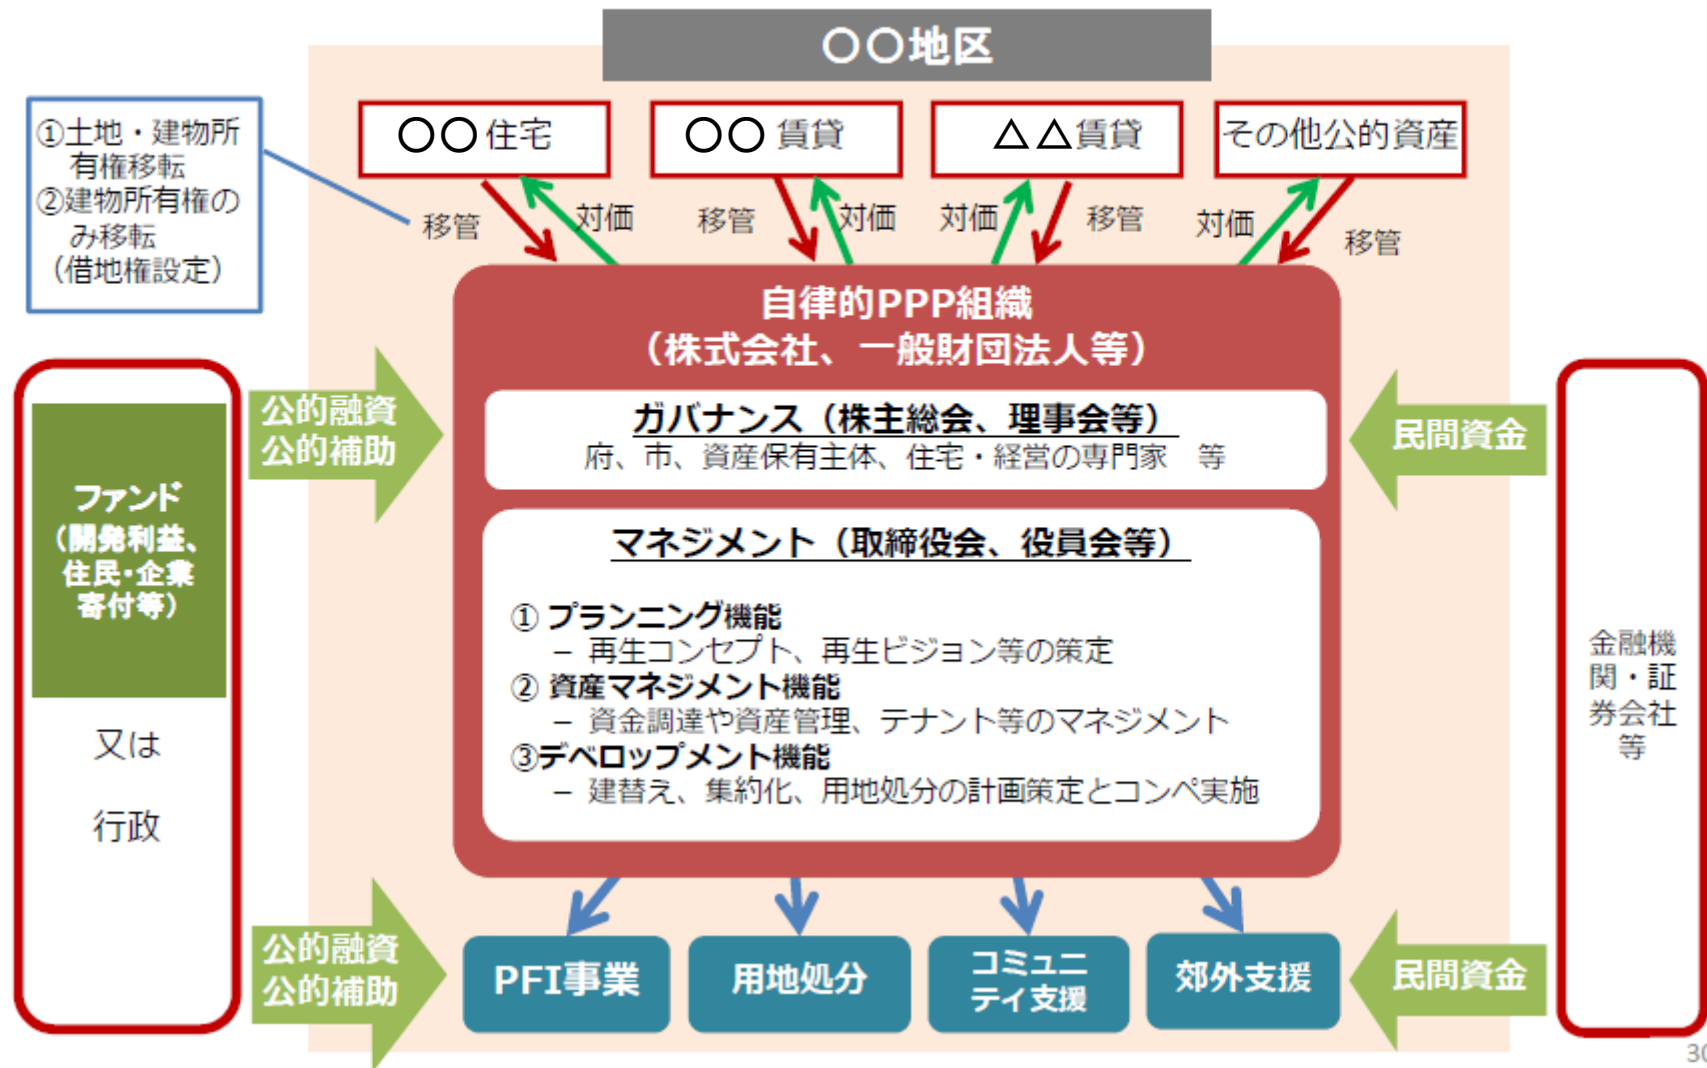 〇〇地区
①土地・建物所
有権移転
②建物所有権の
み移転
（借地権設定）
〇〇 住宅
〇〇 賃貸
△△賃貸
その他公的資産
移管
対価
移管
対価
対価
移管
対価
移管
自律的PPP組織
（株式会社、一般財団法人等）
ガバナンス（株主総会、理事会等）
府、市、資産保有主体、住宅・経営の専門家　等
マネジメント（取締役会、役員会等）
① プランニング機能
– 再生コンセプト、再生ビジョン等の策定
② 資産マネジメント機能
– 資金調達や資産管理、テナント等のマネジメント
③デベロップメント機能
– 建替え、集約化、用地処分の計画策定とコンペ実施
公的融資
公的補助
ファンド
（開発利益、
住民・企業
寄付等）
又は
行政
公的融資
公的補助
民間資金
金融機
関・証
券会社
等
民間資金
PFI事業
用地処分
コミュニ
ティ支援
郊外支援
30